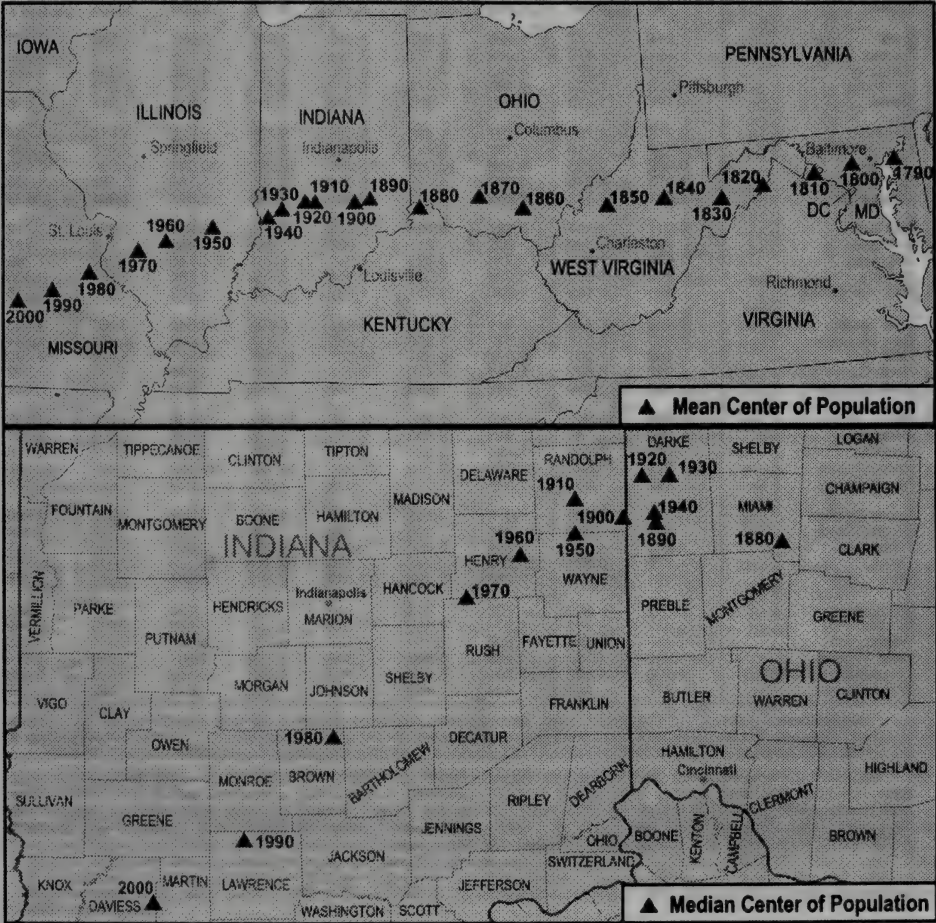 IOWA
PENNSYLVANIA
Pittsburgh
ILLINOIS
INDIANA
OHIO
Columbus
Springfield
Indianapolis
Baltimore
1930 1910 1890
1880
1870
1860
1850
1840
1820
1810
1800
1790
1940
1920
1900
1830
DC
MD
St. Louis
1960
1950
1970
Charleston
WEST VIRGINIA
Louisville
Richmond
1980
1990
2000
KENTUCKY
VIRGINIA
MISSOURI
Mean Center of Population
WARREN
TIPPECANOE
CLINTON
TIPTON
DELAWARE
RANDOLPH
DARKE
SHELBY
LOGAN
1920
1930
1910
FOUNTAIN
MONTGOMERY
BOONE
HAMILTON
MADISON
1900
1940
MIAMI
CHAMPAIGN
INDIANA
1960
1950
1890
1880
CLARK
HENRY
WAYNE
VERMILLION
PARKE
PUTNAM
HENDRICKS
Indianapolis
MARION
HANCOCK
1970
PREBLE
MONTGOMERY
GREENE
RUSH
FAYETTE
UNION
SHELBY
OHIO
VIGO
CLAY
MORGAN
JOHNSON
FRANKLIN
BUTLER
WARREN
CLINTON
OWEN
1980
DECATUR
HAMILTON
Cincinnati
HIGHLAND
SULLIVAN
MONROE
BROWN
BARTHOLOMEW
DEARBORN
RIPLEY
CLERMONT
GREENE
JENNINGS
1990
OHIO
BOONE
KENTON
CAMPBELL
BROWN
JACKSON
SWITZERLAND
KNOX
2000
MARTIN
LAWRENCE
JEFFERSON
DAVIESS
WASHINGTON
SCOTT
Median Center of Population